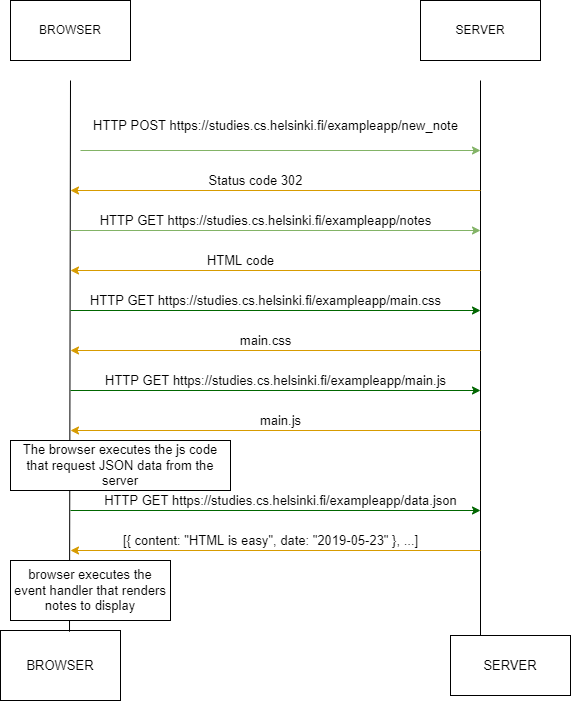 BROWSER
SERVER
HTTP POST https://studies.cs.helsinki.fi/exampleapp/new_note
Status code 302
HTTP GET https://studies.cs.helsinki.fi/exampleapp/notes
HTML code
HTTP GET https://studies.cs.helsinki.fi/exampleapp/main.css
main.css
HTTP GET https://studies.cs.helsinki.fi/exampleapp/main.js
main.js
The browser executes the js code
that request JSON data from the
server
HTTP GET https://studies.cs.helsinki.fi/exampleapp/data.json
[{ content: "HTML is easy", date: "2019-05-23" }, ...]
browser executes the
event handler that renders
notes to display
BROWSER
SERVER